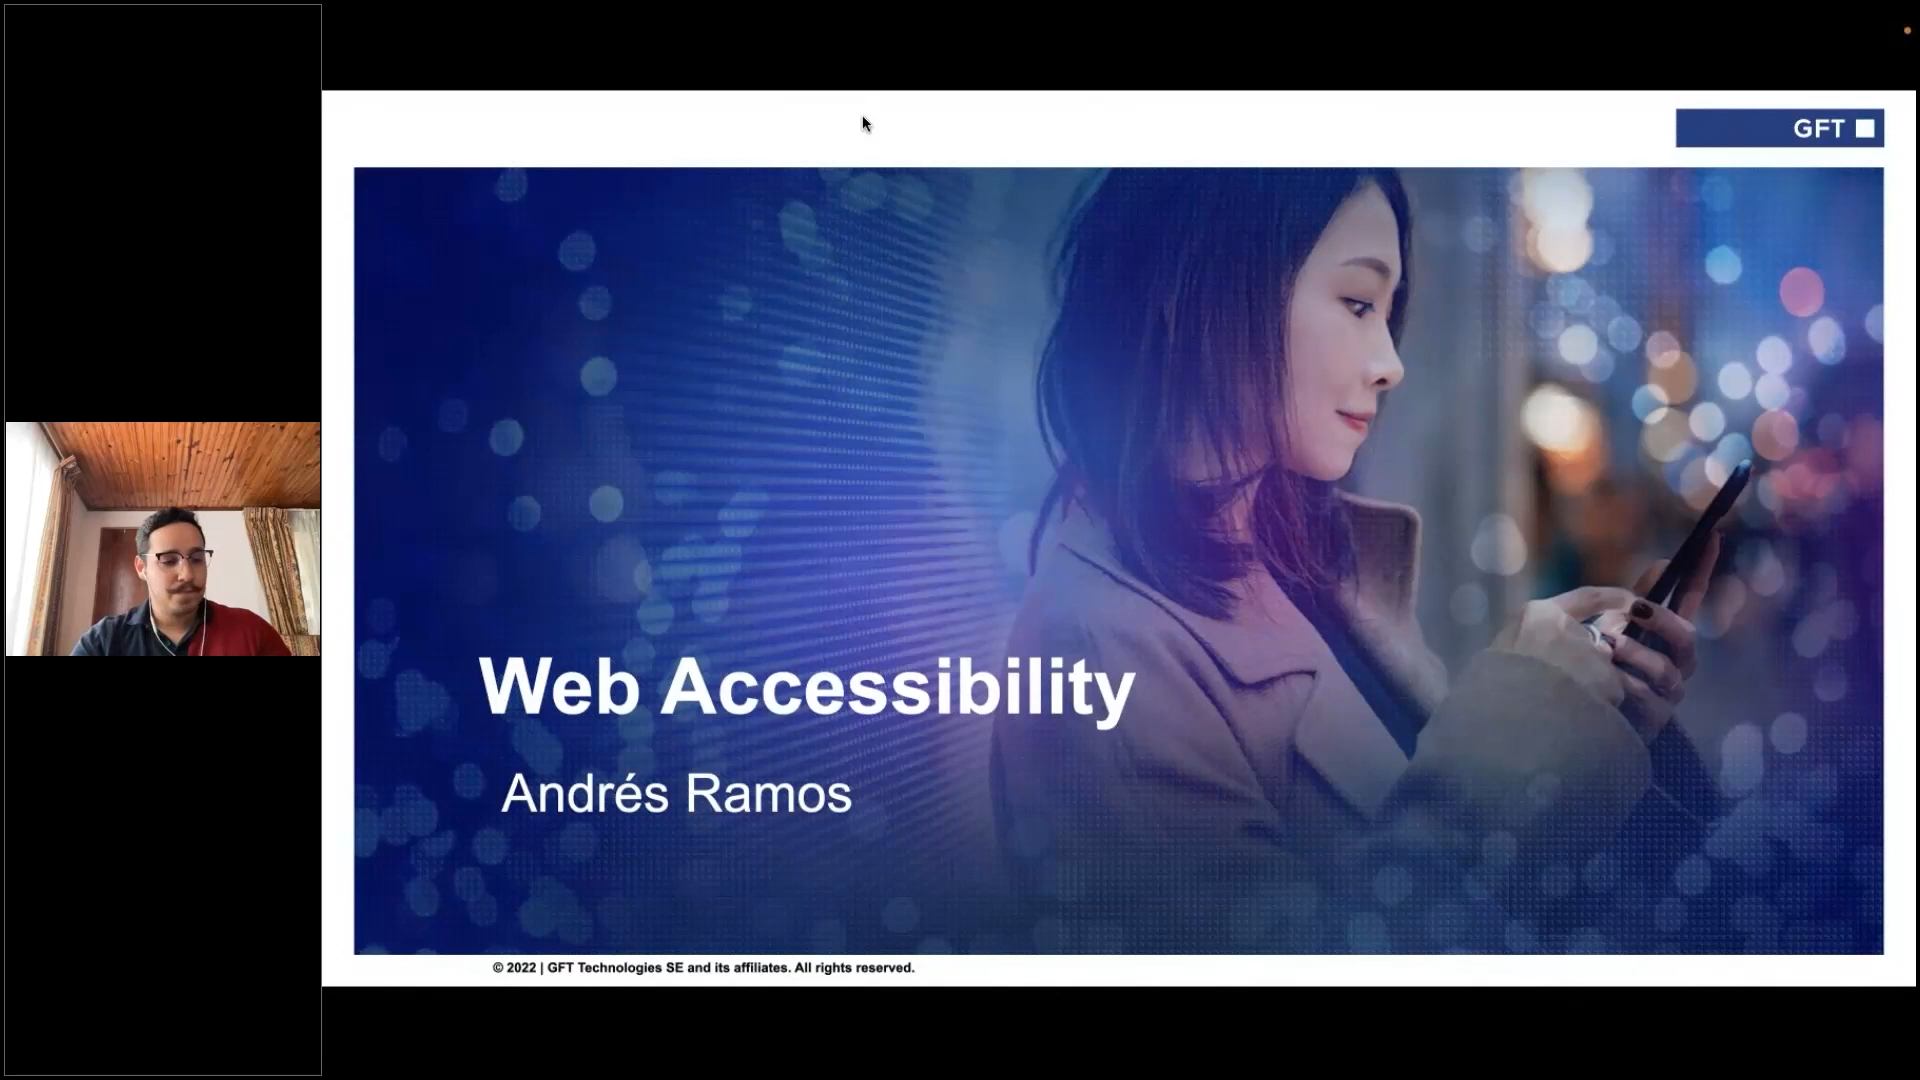 GFT
Web Accessibility
Andrés Ramos
© 2022 | GFT Technologies SE and its affiliates. All rights reserved.